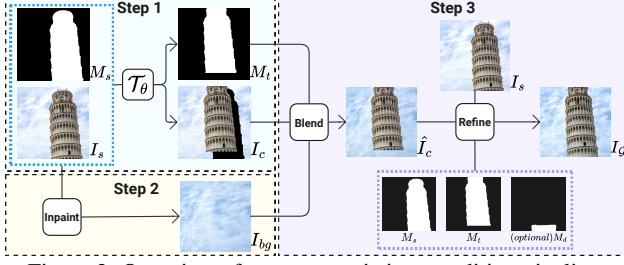 Step 1
Step 3
M_s
T_θ
M_t
I_s
I_s
I_c
Blend
Î_c
Refine
I_g
Step 2
Inpaint
I_bg
M_s
M_t
(optional)M_d